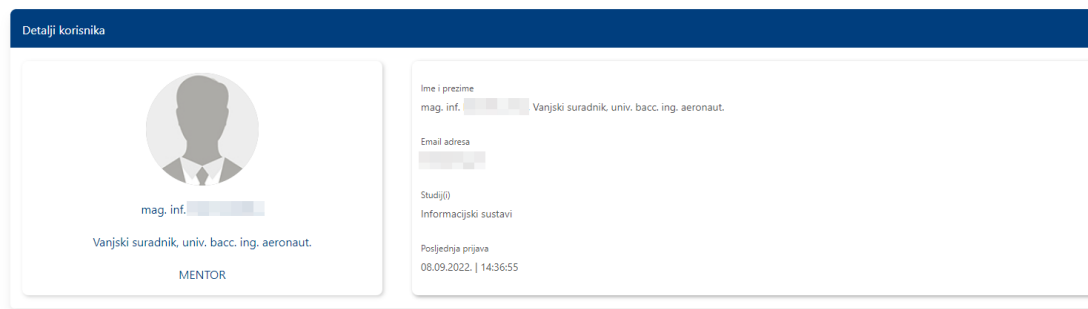 Detalji korisnika
mag. inf.
Vanjski suradnik, univ. bacc. ing. aeronaut.
MENTOR
Ime i prezime
mag. inf. Vanjski suradnik, univ. bacc. ing. aeronaut.
Email adresa
Studij(i)
Informacijski sustavi
Posljednja prijava
08.09.2022. | 14:36:55